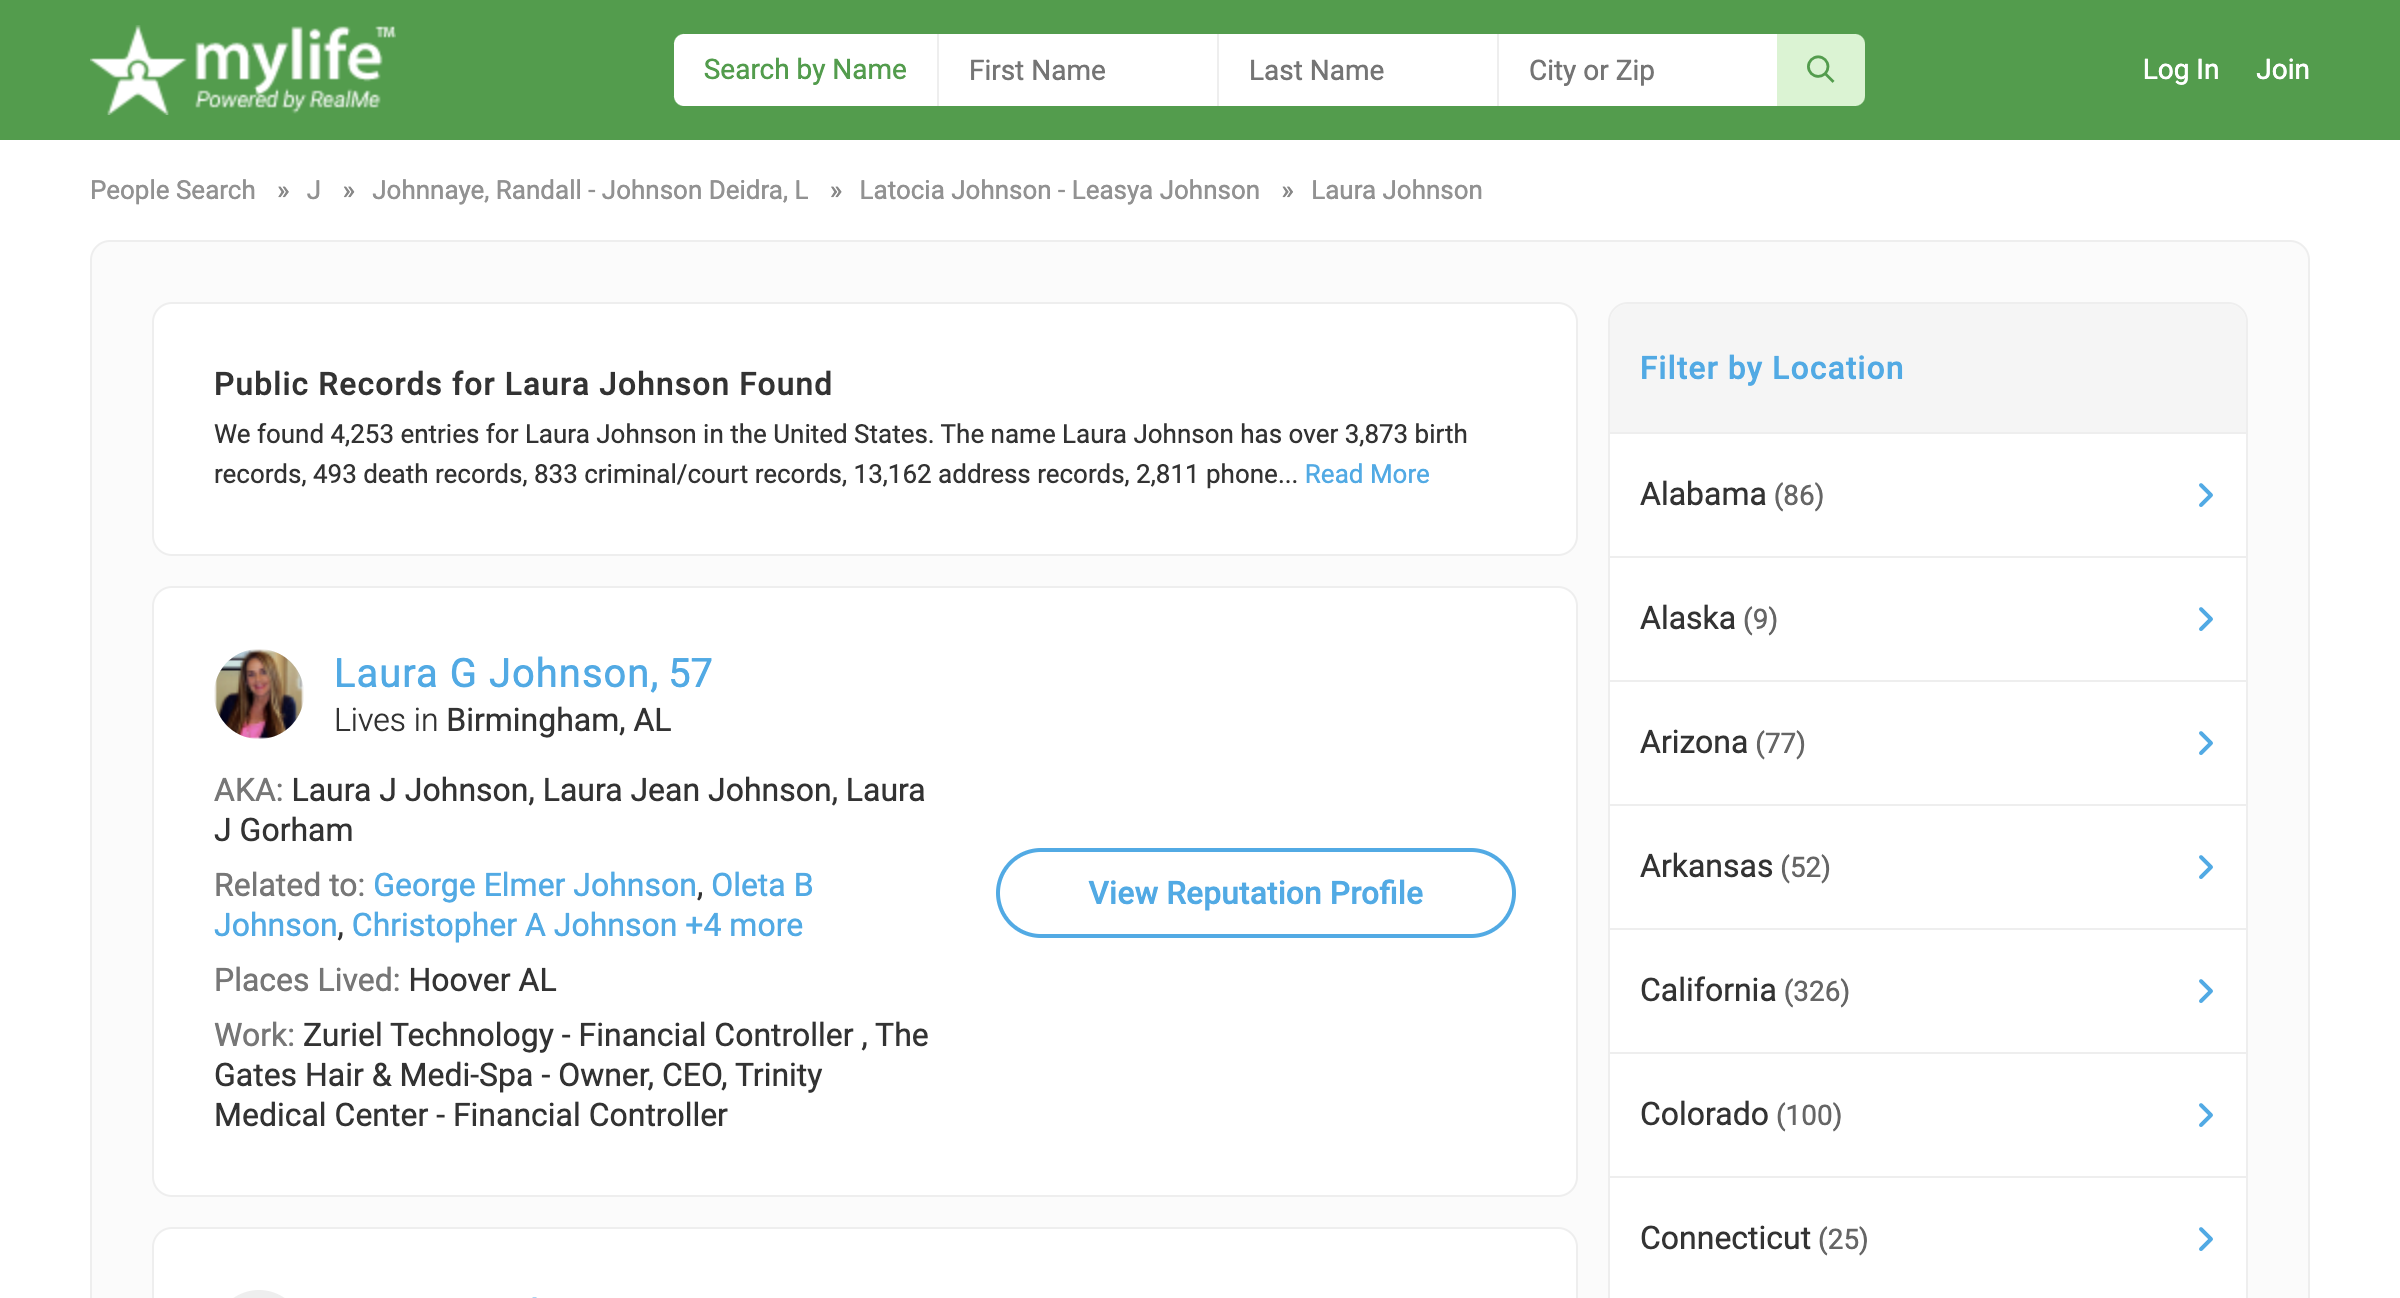 mylife™
Powered by RealMe
Search by Name
First Name
Last Name
City or Zip
Log In
Join
People Search » J » Johnnaye, Randall - Johnson Deidra, L » Latocia Johnson - Leasya Johnson » Laura Johnson
Public Records for Laura Johnson Found
We found 4,253 entries for Laura Johnson in the United States. The name Laura Johnson has over 3,873 birth
records, 493 death records, 833 criminal/court records, 13,162 address records, 2,811 phone... Read More
Laura G Johnson, 57
Lives in Birmingham, AL
AKA: Laura J Johnson, Laura Jean Johnson, Laura
J Gorham
Related to: George Elmer Johnson, Oleta B
Johnson, Christopher A Johnson +4 more
Places Lived: Hoover AL
Work: Zuriel Technology - Financial Controller , The
Gates Hair & Medi-Spa - Owner, CEO, Trinity
Medical Center - Financial Controller
View Reputation Profile
Filter by Location
Alabama (86)
Alaska (9)
Arizona (77)
Arkansas (52)
California (326)
Colorado (100)
Connecticut (25)